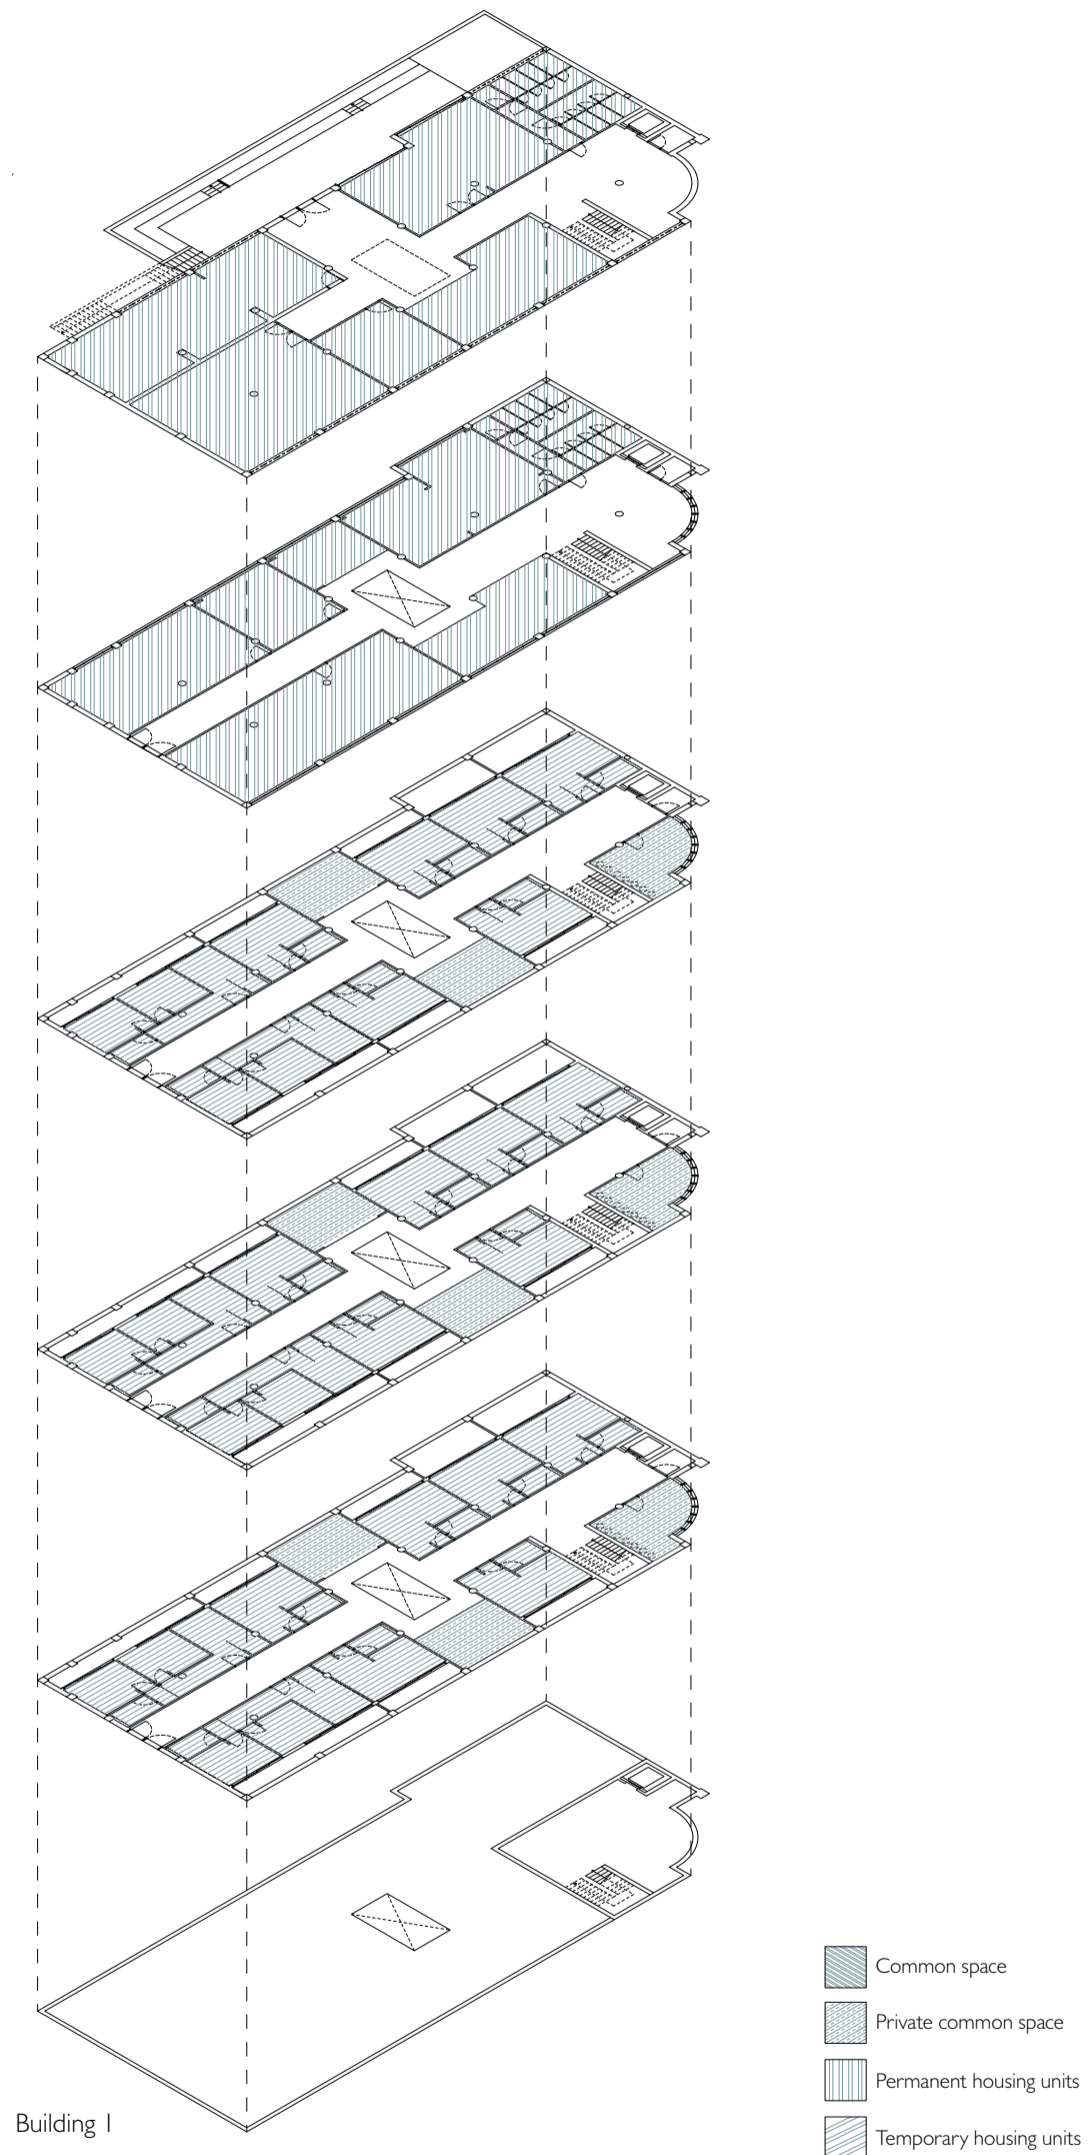 Common space
Private common space
Permanent housing units
Temporary housing units
Building 1